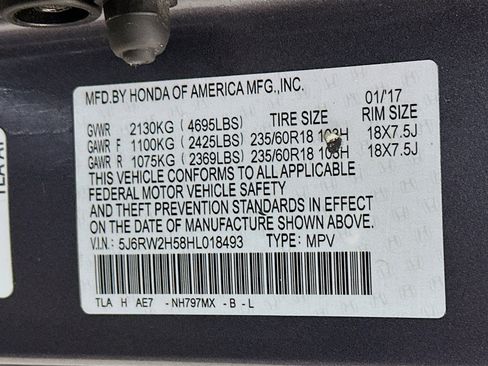 MFD.BY HONDA OF AMERICA MFG.,INC. 01/'17
TIRE SIZE RIM SIZE
GVWR 2130KG (4695LBS)
GAWR F 1100KG (2425LBS) 235/60R18 103H 18X7.5J
GAWR R 1075KG (2369LBS) 235/60R18 103H 18X7.5J
THIS VEHICLE CONFORMS TO ALL APPLICABLE
FEDERAL MOTOR VEHICLE SAFETY
AND THEFT PREVENTION STANDARDS IN EFFECT
ON THE DATE OF MANUFACTURE SHOWN ABOVE.
V.I.N: 5J6RW2H58HL018493 TYPE: MPV
TLA H AE7 -NH797MX -B -L